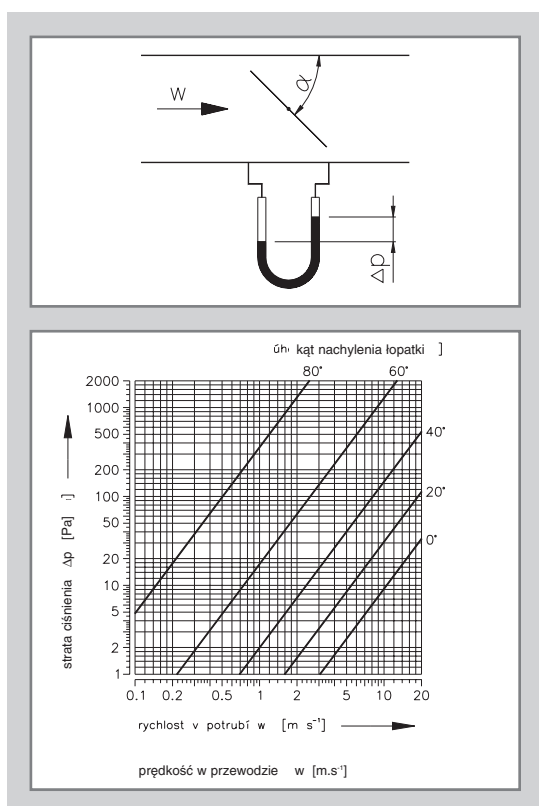 W
α
Δp
úh kąt nachylenia łopatki ]
80° 60°
2000
1000
500
200
100
50
20
10
5
2
1
40°
20°
0°
strata ciśnienia Δp [Pa]
0.1 0.2 0.5 1 2 5 10 20
rychlost v potrubí w [m s⁻¹]
prędkość w przewodzie w [m.s⁻¹]